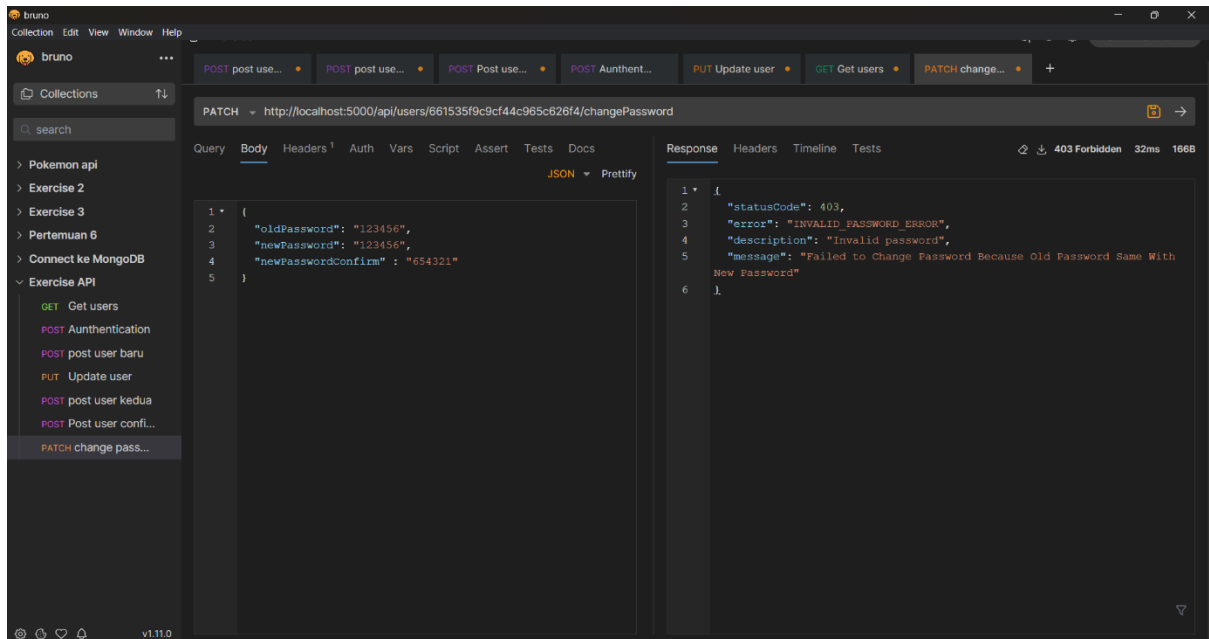 bruno
Collection Edit View Window Help
bruno
POST post use...
POST post use...
POST Post use...
POST Aunthent...
PUT Update user
GET Get users
PATCH change...
Collections
PATCH http://localhost:5000/api/users/661535f9c9cf44c965c626f4/changePassword
search
Query Body Headers 1 Auth Vars Script Assert Tests Docs
Response Headers Timeline Tests
403 Forbidden 32ms 166B
JSON Prettify
Pokemon api
Exercise 2
Exercise 3
Pertemuan 6
Connect ke MongoDB
Exercise API
GET Get users
POST Aunthentication
POST post user baru
PUT Update user
POST post user kedua
POST Post user confi...
PATCH change pass...
1 {
2 "oldPassword": "123456",
3 "newPassword": "123456",
4 "newPasswordConfirm" : "654321"
5 }
1 {
2 "statusCode": 403,
3 "error": "INVALID_PASSWORD_ERROR",
4 "description": "Invalid password",
5 "message": "Failed to Change Password Because Old Password Same With
New Password"
6 }
v1.11.0